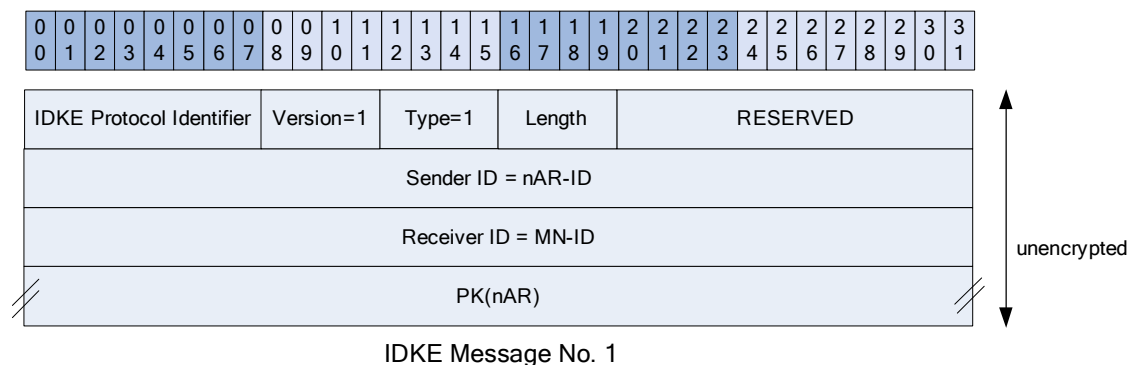 0 0 0 0 0 0 0 0 0 0 1 1 1 1 1 1 1 1 1 1 2 2 2 2 2 2 2 2 2 2 3 3
0 1 2 3 4 5 6 7 8 9 0 1 2 3 4 5 6 7 8 9 0 1 2 3 4 5 6 7 8 9 0 1
IDKE Protocol Identifier Version=1 Type=1 Length RESERVED
Sender ID = nAR-ID
Receiver ID = MN-ID
unencrypted
PK(nAR)
IDKE Message No. 1